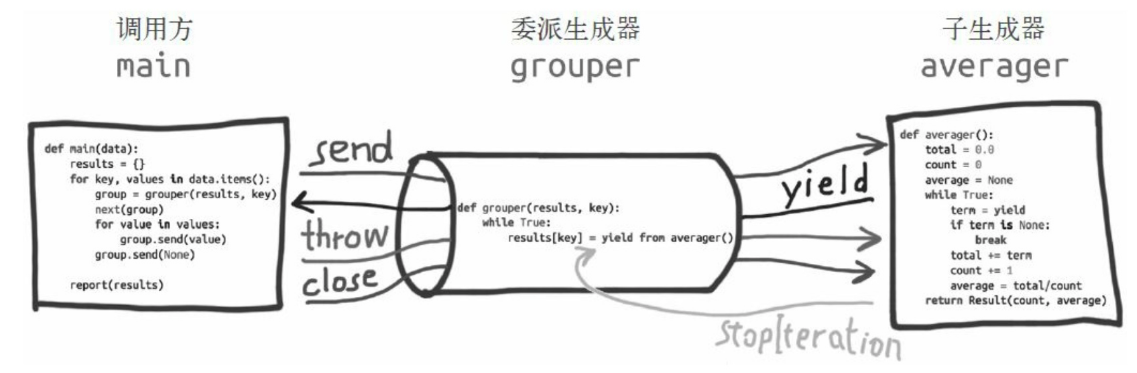 调用方
main
委派生成器
grouper
子生成器
averager
def main(data):
results = {}
for key, values in data.items():
group = grouper(results, key)
next(group)
for value in values:
group.send(value)
group.send(None)
report(results)
send
throw
close
def grouper(results, key):
while True:
results[key] = yield from averager()
yield
StopIteration
def averager():
total = 0.0
count = 0
average = None
while True:
term = yield
if term is None:
break
total += term
count += 1
average = total/count
return Result(count, average)